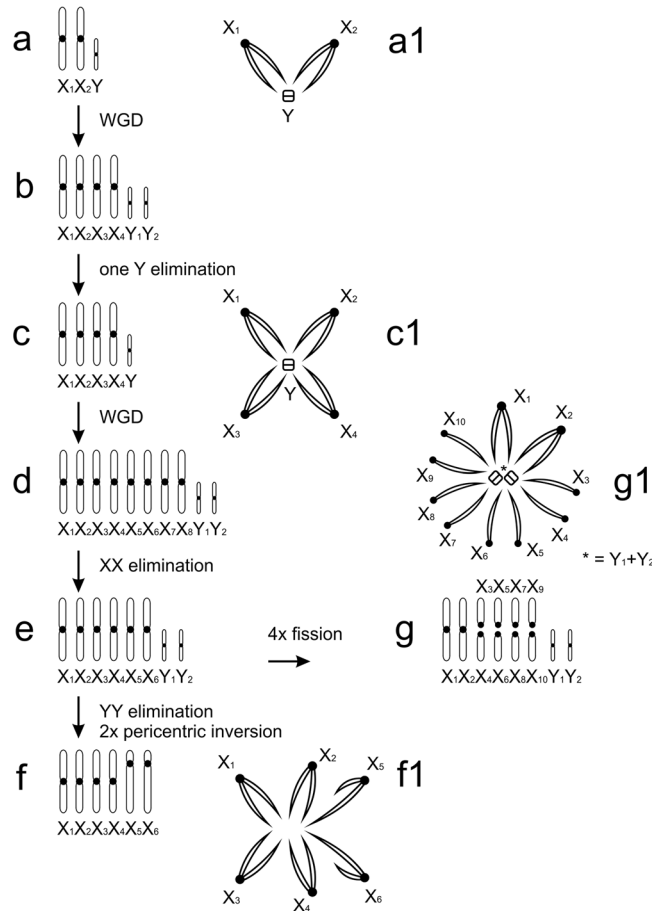 a
X₁X₂Y
X₁ X₂
Y
a1
WGD
b
X₁X₂X₃X₄Y₁Y₂
one Y elimination
c
X₁X₂X₃X₄Y
X₁ X₂
Y
X₃ X₄
c1
WGD
d
X₁X₂X₃X₄X₅X₆X₇X₈Y₁Y₂
X₁
X₁₀ X₂
X₉ * X₃
X₈ X₄
X₇ X₆ X₅
g1
* = Y₁+Y₂
XX elimination
e
X₁X₂X₃X₄X₅X₆Y₁Y₂
4x fission
g
X₃X₅X₇X₉
X₁X₂X₄X₆X₈X₁₀Y₁Y₂
YY elimination
2x pericentric inversion
f
X₁X₂X₃X₄X₅X₆
X₁ X₂ X₅
X₃ X₄ X₆
f1